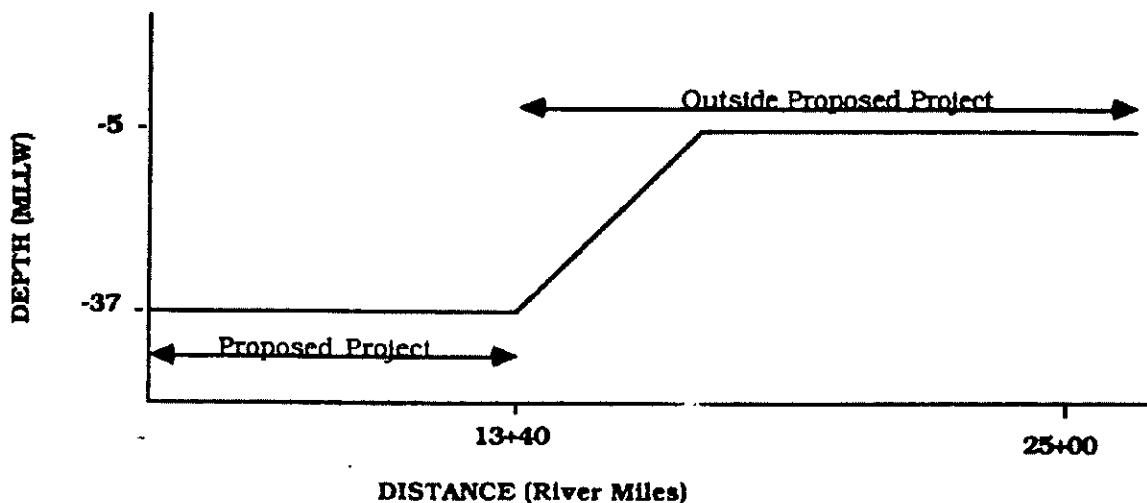 Outside Proposed Project
-5
DEPTH (MLLW)
-37
Proposed Project
13+40
25+00
DISTANCE (River Miles)